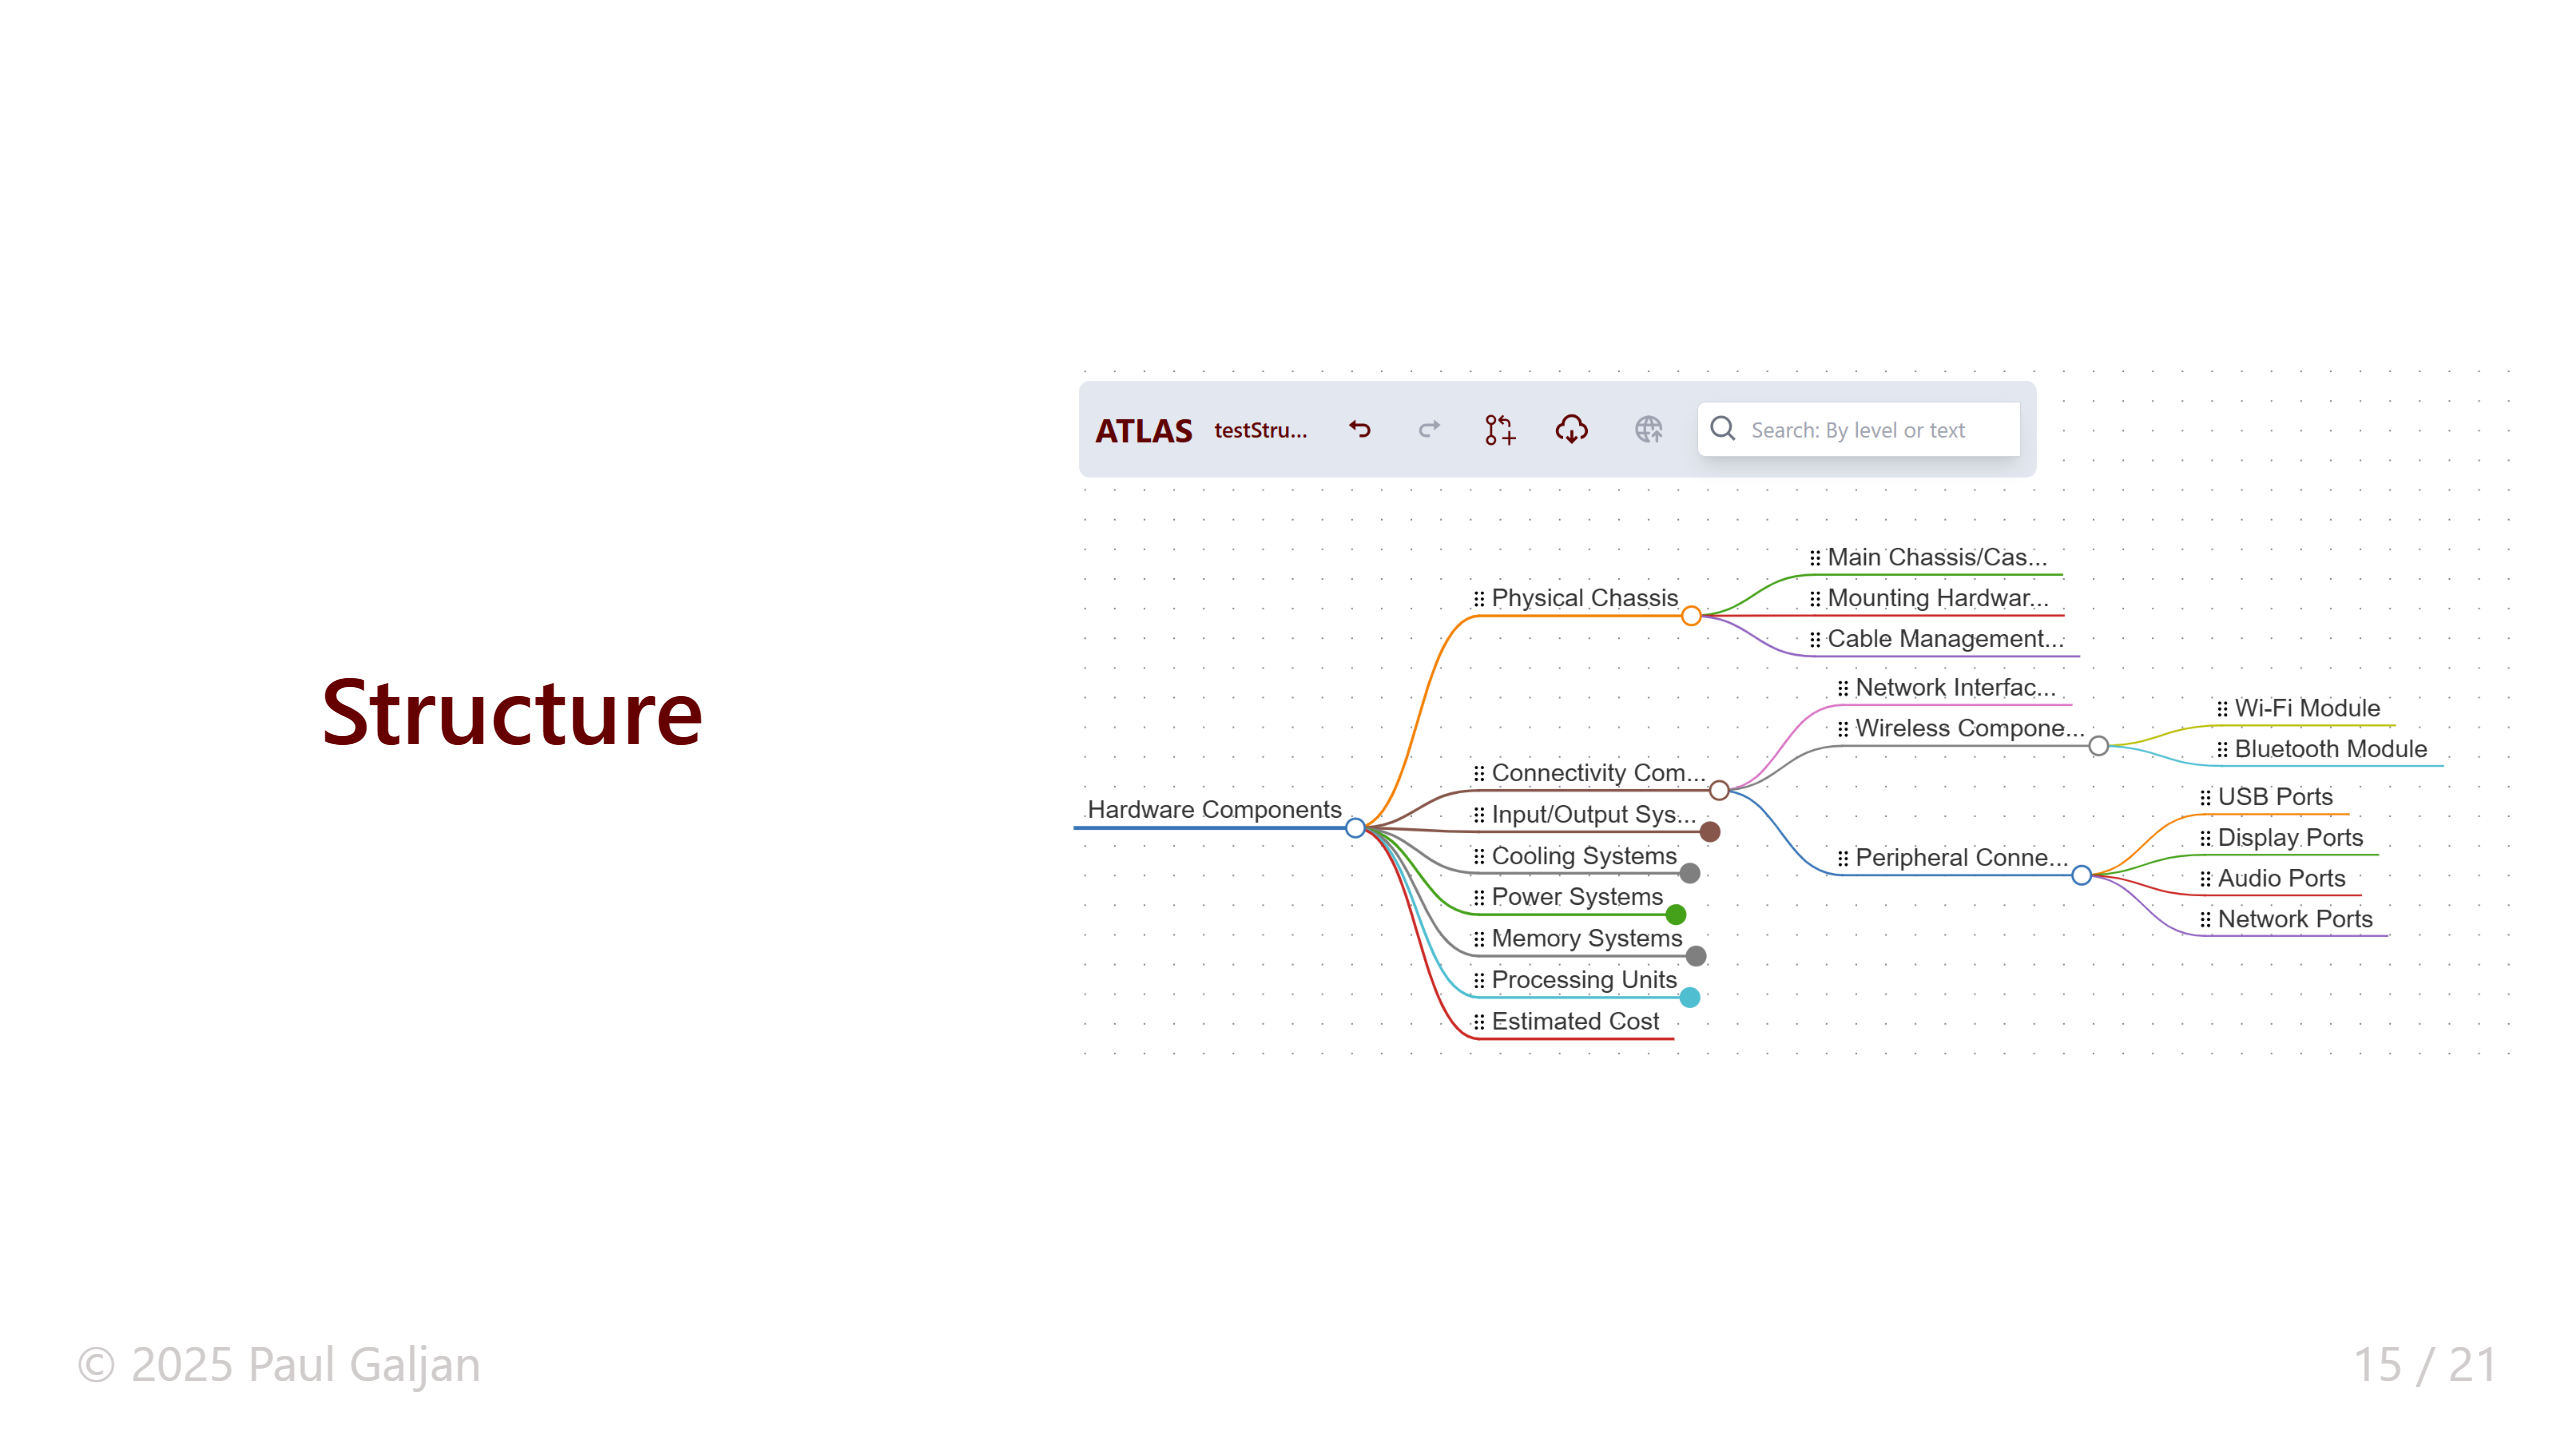 Structure
ATLAS testStru... Search: By level or text
Hardware Components
Physical Chassis
Main Chassis/Cas...
Mounting Hardwar...
Cable Management...
Connectivity Com...
Network Interfac...
Wireless Compone...
Wi-Fi Module
Bluetooth Module
Peripheral Conne...
USB Ports
Display Ports
Audio Ports
Network Ports
Input/Output Sys...
Cooling Systems
Power Systems
Memory Systems
Processing Units
Estimated Cost
© 2025 Paul Galjan
15 / 21